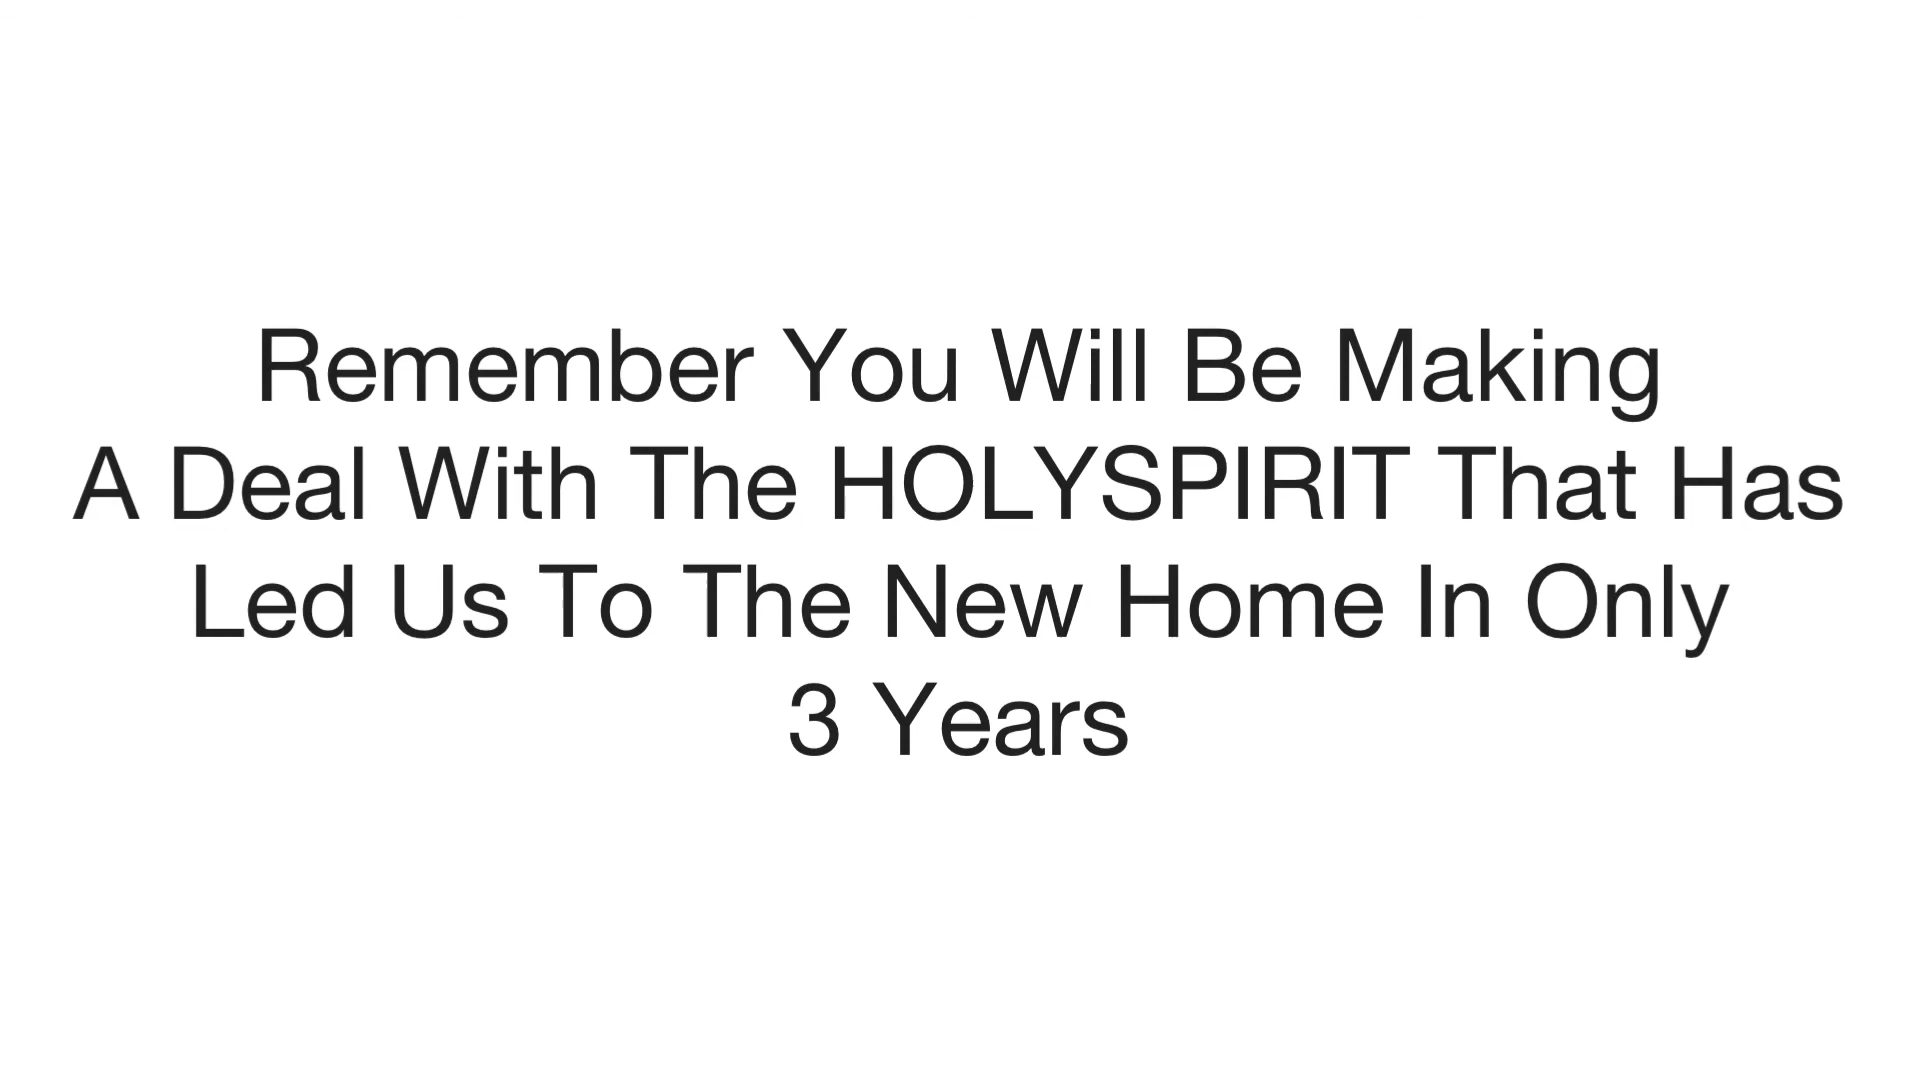 Remember You Will Be Making
A Deal With The HOLYSPIRIT That Has
Led Us To The New Home In Only
3 Years